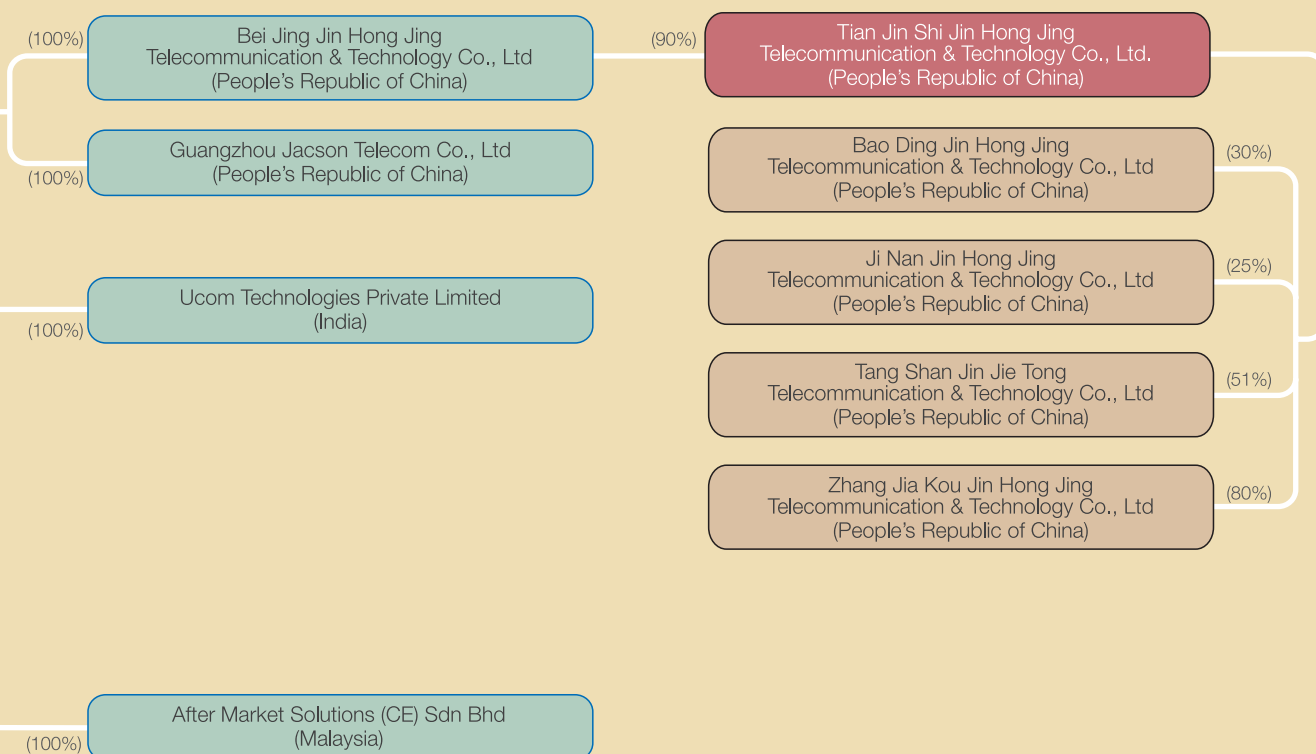 (100%)
Bei Jing Jin Hong Jing
Telecommunication & Technology Co., Ltd
(People's Republic of China)
(90%)
Tian Jin Shi Jin Hong Jing
Telecommunication & Technology Co., Ltd.
(People's Republic of China)
(100%)
Guangzhou Jacson Telecom Co., Ltd
(People's Republic of China)
Bao Ding Jin Hong Jing
Telecommunication & Technology Co., Ltd
(People's Republic of China)
(30%)
Ji Nan Jin Hong Jing
Telecommunication & Technology Co., Ltd
(People's Republic of China)
(25%)
(100%)
Ucom Technologies Private Limited
(India)
Tang Shan Jin Jie Tong
Telecommunication & Technology Co., Ltd
(People's Republic of China)
(51%)
Zhang Jia Kou Jin Hong Jing
Telecommunication & Technology Co., Ltd
(People's Republic of China)
(80%)
(100%)
After Market Solutions (CE) Sdn Bhd
(Malaysia)